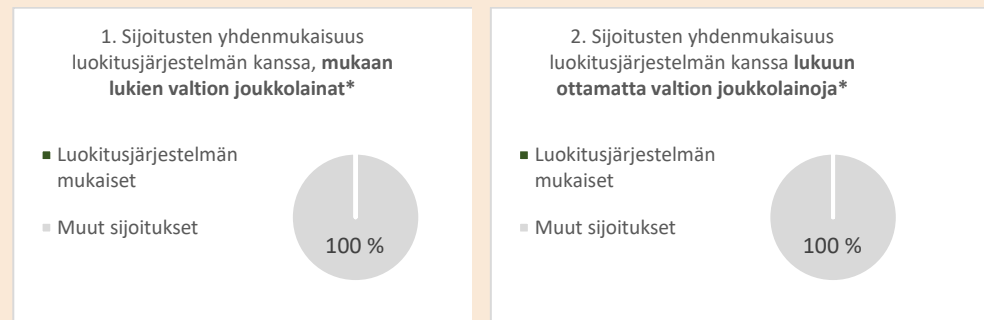 1. Sijoitusten yhdenmukaisuus
luokitusjärjestelmän kanssa, mukaan
lukien valtion joukkolainat*
Luokitusjärjestelmän
mukaiset
Muut sijoitukset
100 %
2. Sijoitusten yhdenmukaisuus
luokitusjärjestelmän kanssa lukuun
ottamatta valtion joukkolainoja*
Luokitusjärjestelmän
mukaiset
Muut sijoitukset
100 %